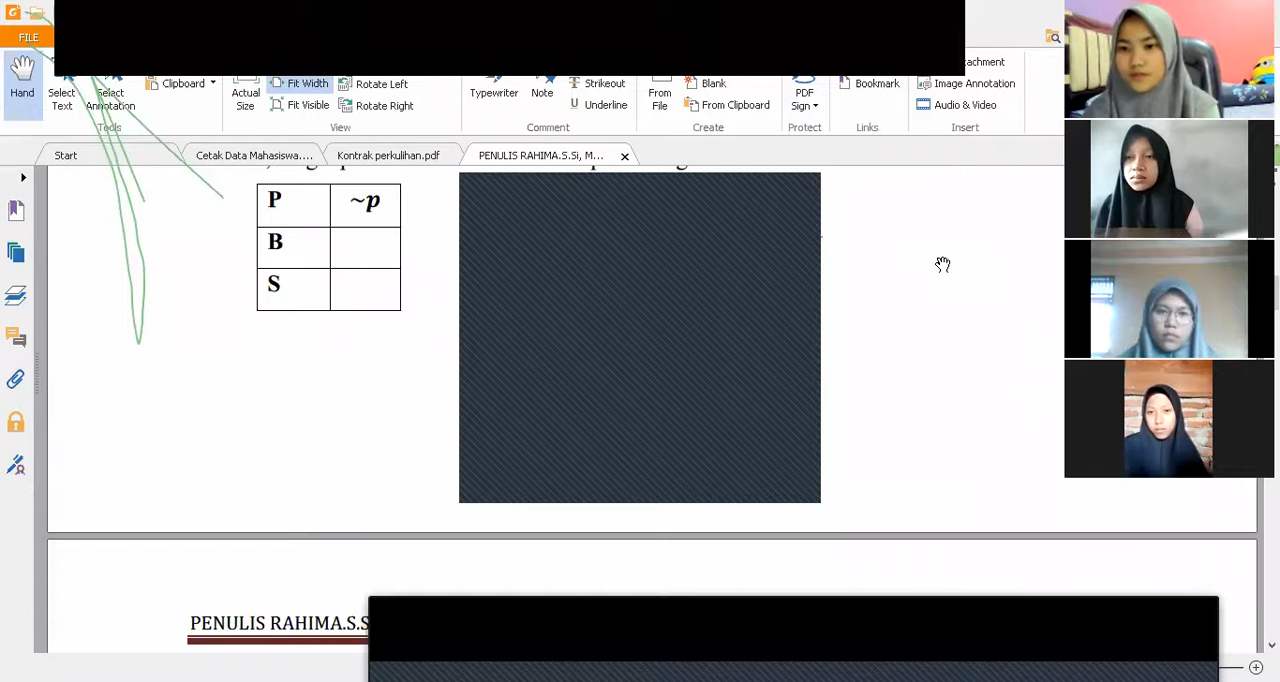 FILE
Hand
Select
Text
Select
Annotation
Clipboard
Tools
Actual
Size
Fit Width
Fit Visible
Rotate Left
Rotate Right
View
Typewriter
Note
Strikeout
Underline
Comment
From
File
Blank
From Clipboard
Create
PDF
Sign
Protect
Bookmark
Links
Image Annotation
Audio & Video
Insert
Start
Cetak Data Mahasiswa....
Kontrak perkulihan.pdf
PENULIS RAHIMA.S.Si, M...
P ~p
B
S
PENULIS RAHIMA.S.S